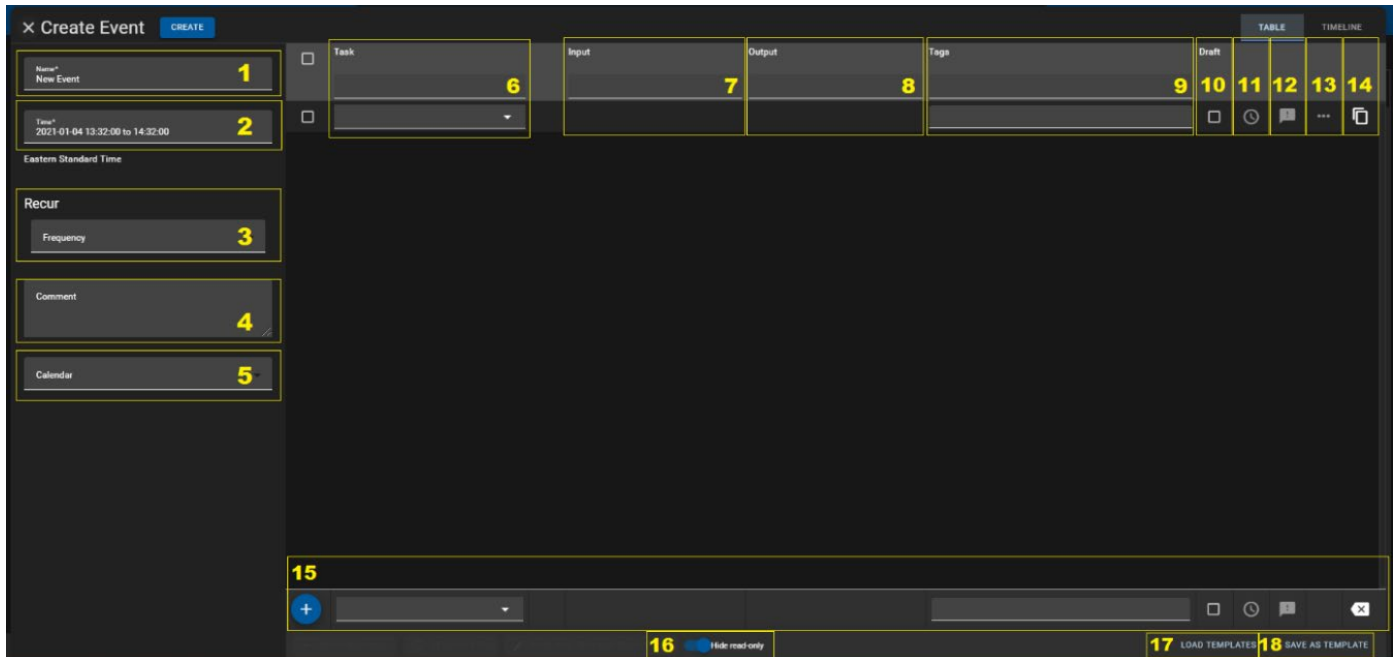 × Create Event CREATE TABLE TIMELINE
Name*
New Event 1
Time*
2021-01-04 13:32:00 to 14:32:00 2
Eastern Standard Time
Recur
Frequency 3
Comment
4
Calendar 5
Task Input Output Tags Draft
6 7 8 9 10 11 12 13 14
15
+
16 Hide read-only 17 LOAD TEMPLATES 18 SAVE AS TEMPLATE